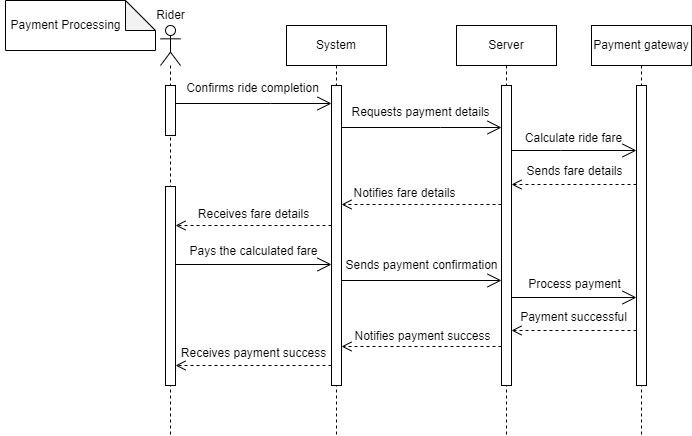 Payment Processing
Rider
System
Server
Payment gateway
Confirms ride completion
Requests payment details
Calculate ride fare
Sends fare details
Notifies fare details
Receives fare details
Pays the calculated fare
Sends payment confirmation
Process payment
Payment successful
Notifies payment success
Receives payment success